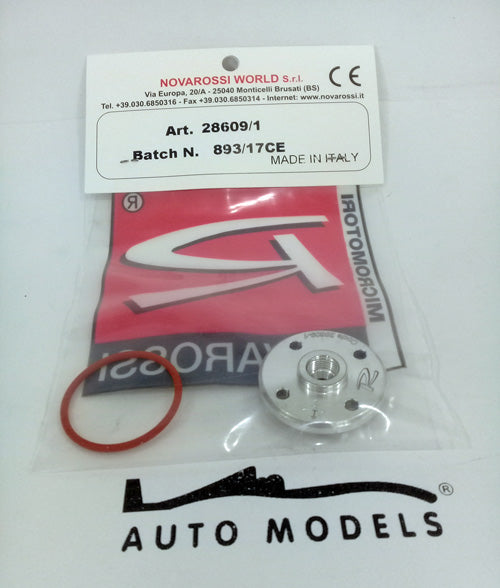 NOVAROSSI WORLD S.r.l.
Via Europa, 20/A - 25040 Monticelli Brusati (BS)
Tel. +39.030.6850316 - Fax +39.030.6850314 - Internet: www.novarossi.it
CE
Art. 28609/1
Batch N. 893/17CE
MADE IN ITALY
®
MICROMOTORI
VAROSSI
®
AUTO MODELS